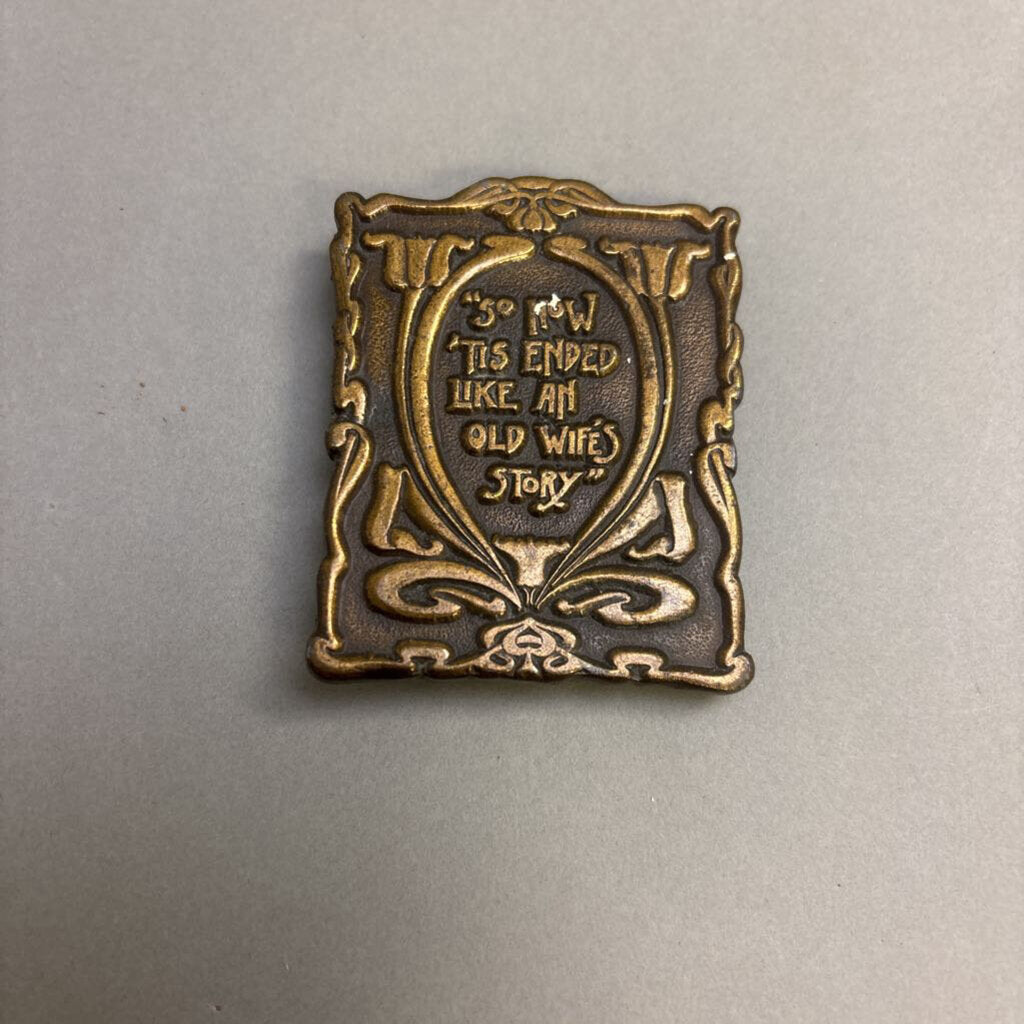 "SO NOW
'TIS ENDED
LIKE AN
OLD WIFE'S
STORY"